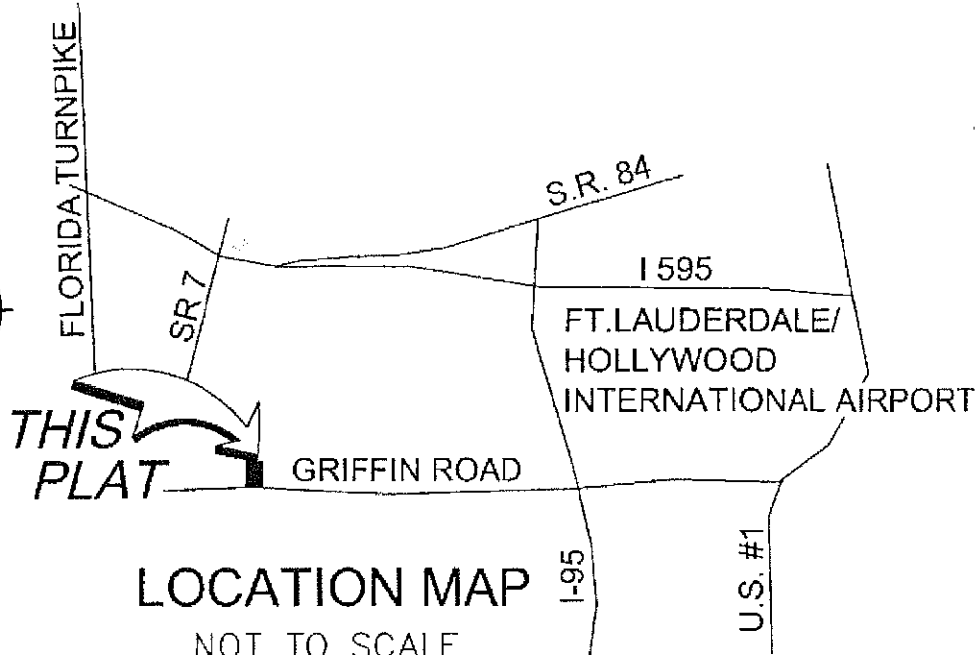 FLORIDA TURNPIKE
S.R. 84
SR 7
I 595
FT.LAUDERDALE/
HOLLYWOOD
INTERNATIONAL AIRPORT
THIS
PLAT
GRIFFIN ROAD
I-95
U.S. #1
LOCATION MAP
NOT TO SCALE